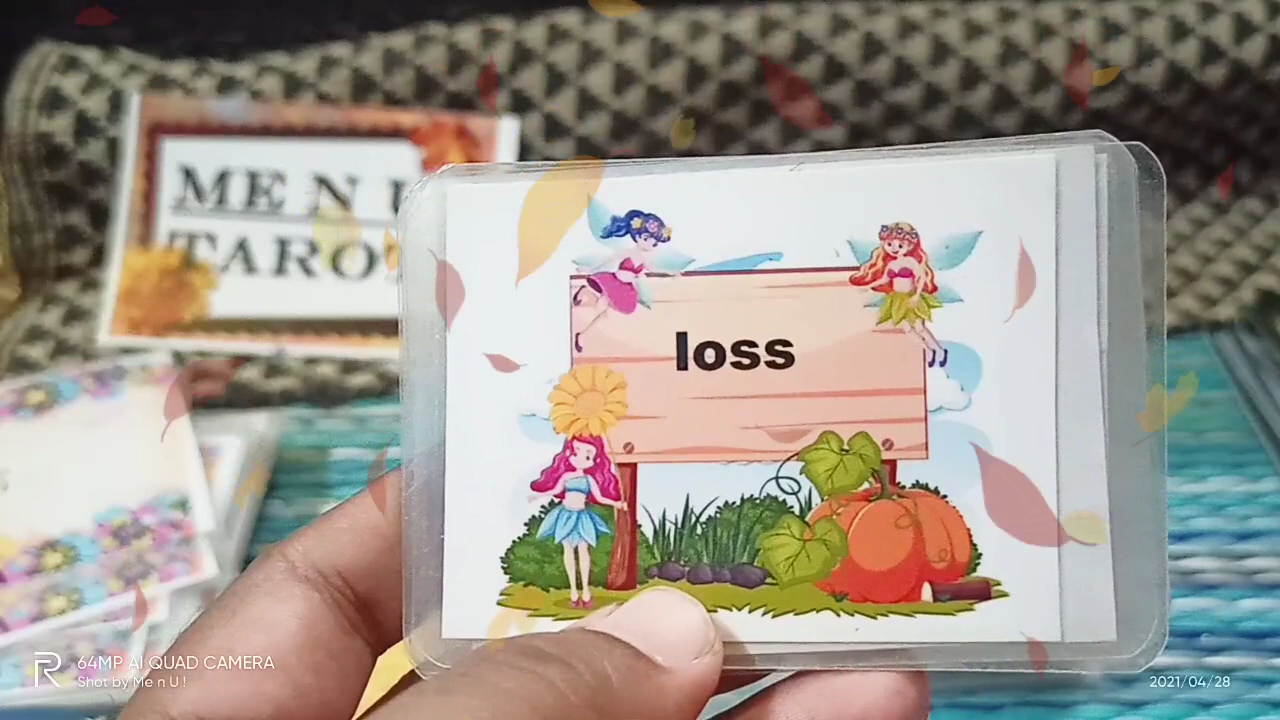 ME N U
TARO
loss
64MP AI QUAD CAMERA
Shot by Me n U !
2021/04/28